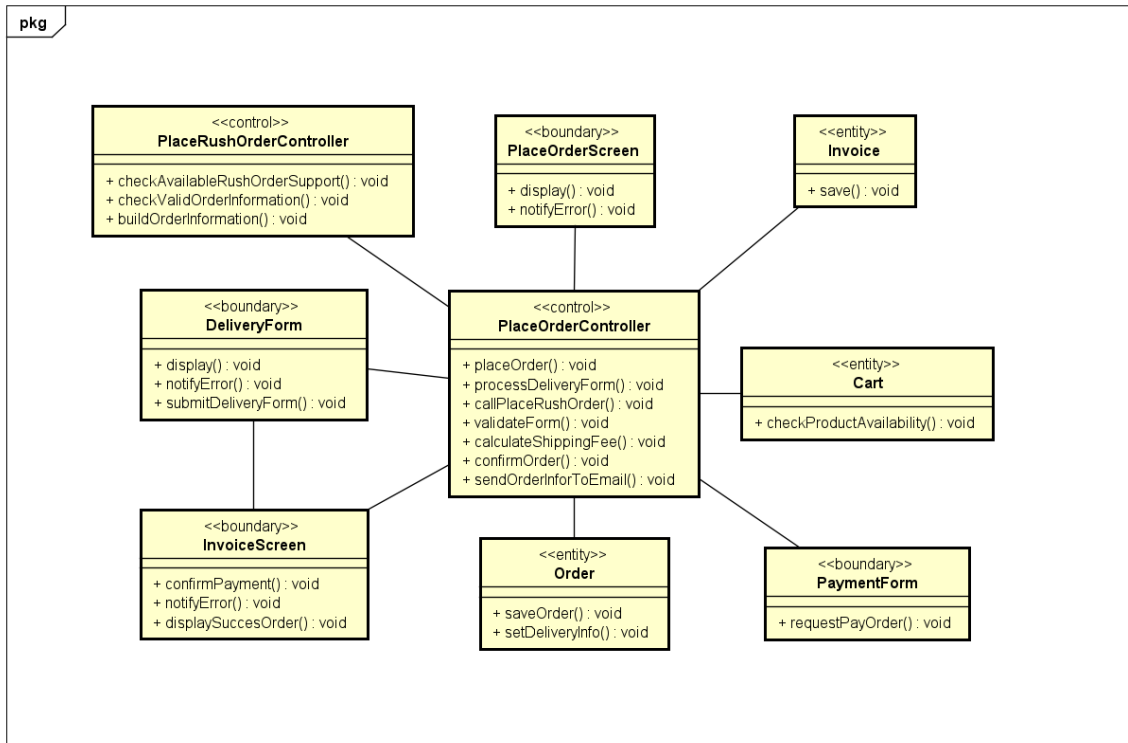 pkg
<<control>>
PlaceRushOrderController
+ checkAvailableRushOrderSupport() : void
+ checkValidOrderInformation() : void
+ buildOrderInformation() : void
<<boundary>>
PlaceOrderScreen
+ display() : void
+ notifyError() : void
<<entity>>
Invoice
+ save() : void
<<boundary>>
DeliveryForm
+ display() : void
+ notifyError() : void
+ submitDeliveryForm() : void
<<control>>
PlaceOrderController
+ placeOrder() : void
+ processDeliveryForm() : void
+ callPlaceRushOrder() : void
+ validateForm() : void
+ calculateShippingFee() : void
+ confirmOrder() : void
+ sendOrderInforToEmail() : void
<<entity>>
Cart
+ checkProductAvailability() : void
<<boundary>>
InvoiceScreen
+ confirmPayment() : void
+ notifyError() : void
+ displaySuccesOrder() : void
<<entity>>
Order
+ saveOrder() : void
+ setDeliveryInfo() : void
<<boundary>>
PaymentForm
+ requestPayOrder() : void